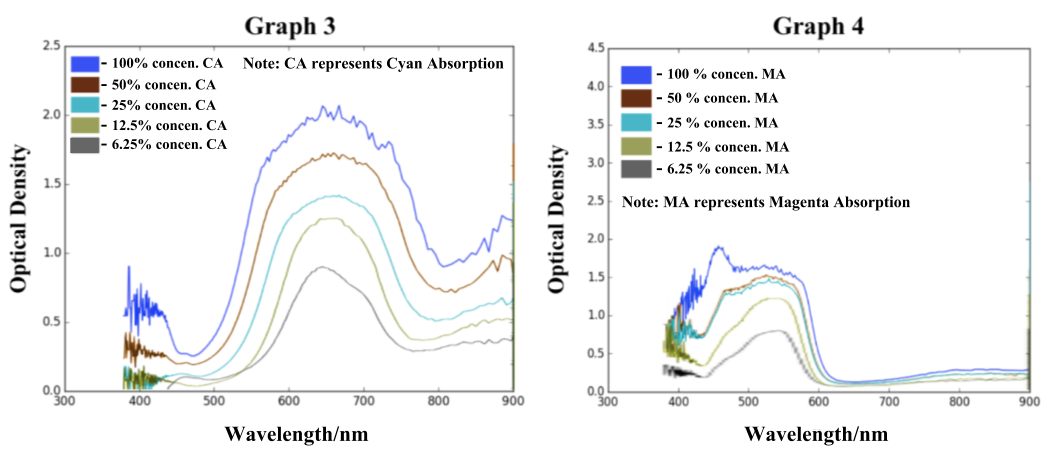 Graph 3
2.5
2.0
1.5
1.0
0.5
0.0
300
400
500
600
700
800
900
Optical Density
Wavelength/nm
- 100% concen. CA
- 50% concen. CA
- 25% concen. CA
- 12.5% concen. CA
- 6.25% concen. CA
Note: CA represents Cyan Absorption
Graph 4
4.5
4.0
3.5
3.0
2.5
2.0
1.5
1.0
0.5
0.0
300
400
500
600
700
800
900
Optical Density
Wavelength/nm
- 100 % concen. MA
- 50 % concen. MA
- 25 % concen. MA
- 12.5 % concen. MA
- 6.25 % concen. MA
Note: MA represents Magenta Absorption